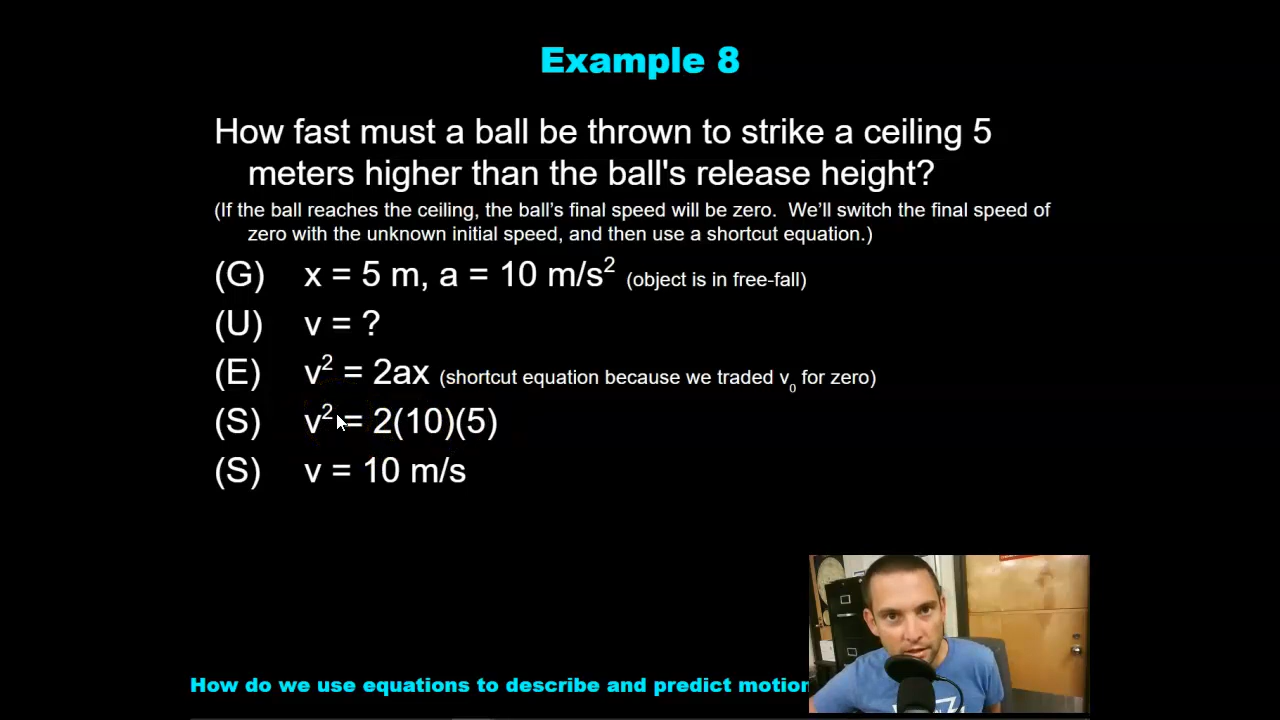 Example 8
How fast must a ball be thrown to strike a ceiling 5
meters higher than the ball's release height?
(If the ball reaches the ceiling, the ball’s final speed will be zero.  We’ll switch the final speed of
zero with the unknown initial speed, and then use a shortcut equation.)
(G) x = 5 m, a = 10 m/s² (object is in free-fall)
(U) v = ?
(E) v² = 2ax (shortcut equation because we traded v₀ for zero)
(S) v² = 2(10)(5)
(S) v = 10 m/s
How do we use equations to describe and predict motion